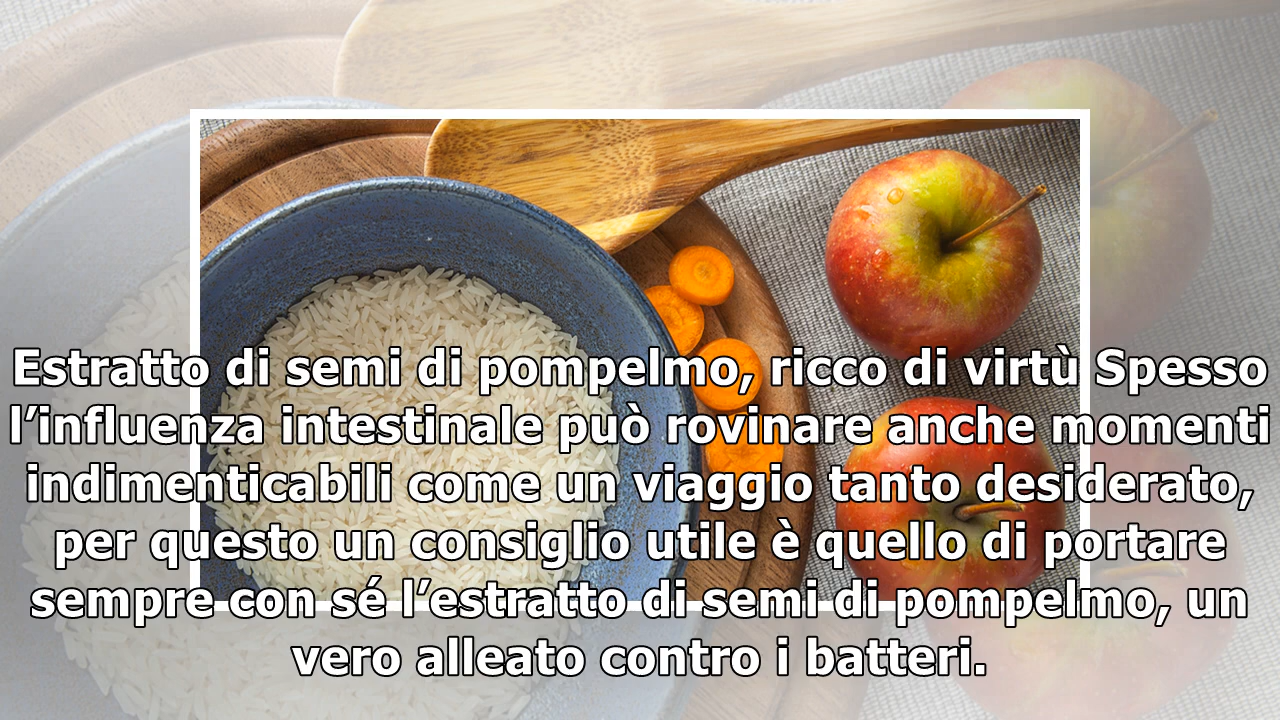 Estratto di semi di pompelmo, ricco di virtù Spesso
l’influenza intestinale può rovinare anche momenti
indimenticabili come un viaggio tanto desiderato,
per questo un consiglio utile è quello di portare
sempre con sé l’estratto di semi di pompelmo, un
vero alleato contro i batteri.